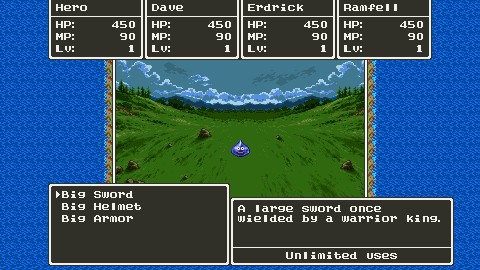 Hero Dave Erdrick Ramfell
HP: 450 HP: 450 HP: 450 HP: 450
MP: 90 MP: 90 MP: 90 MP: 90
Lv: 1 Lv: 1 Lv: 1 Lv: 1
Big Sword
Big Helmet
Big Armor
A large sword once
wielded by a warrior king.
Unlimited uses